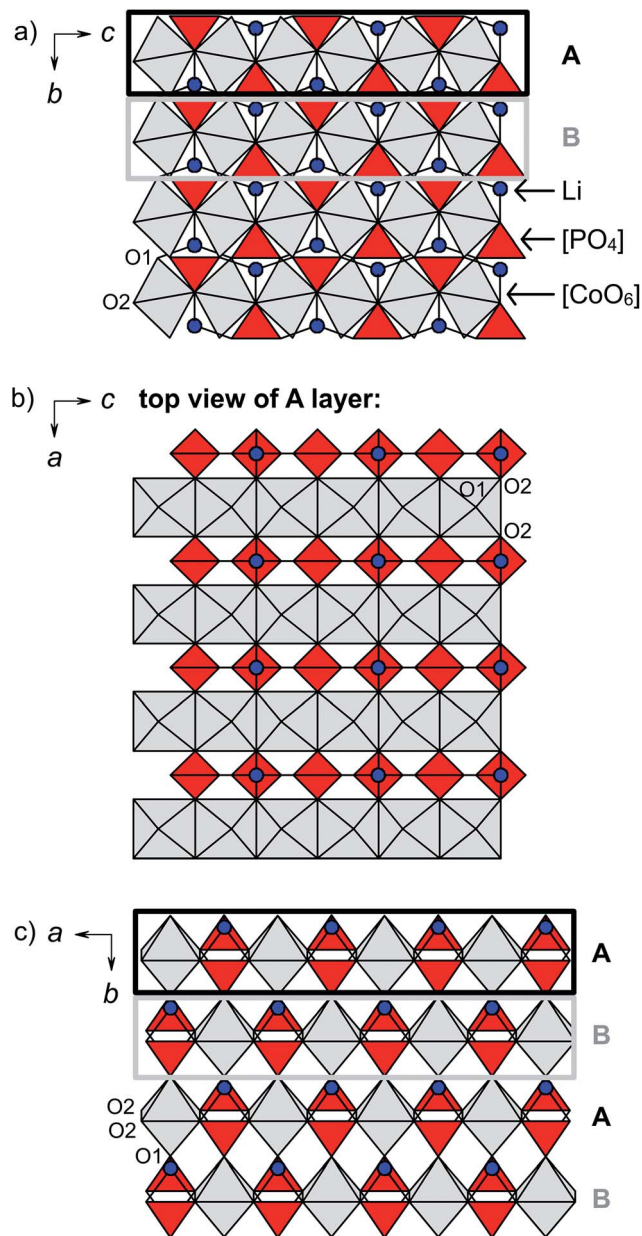 a) c
b
A
B
Li
[PO₄]
O1
O2
[CoO₆]
b) c top view of A layer:
a
O1 O2
O2
c) a
b
A
B
O2
A
O2
O1
B